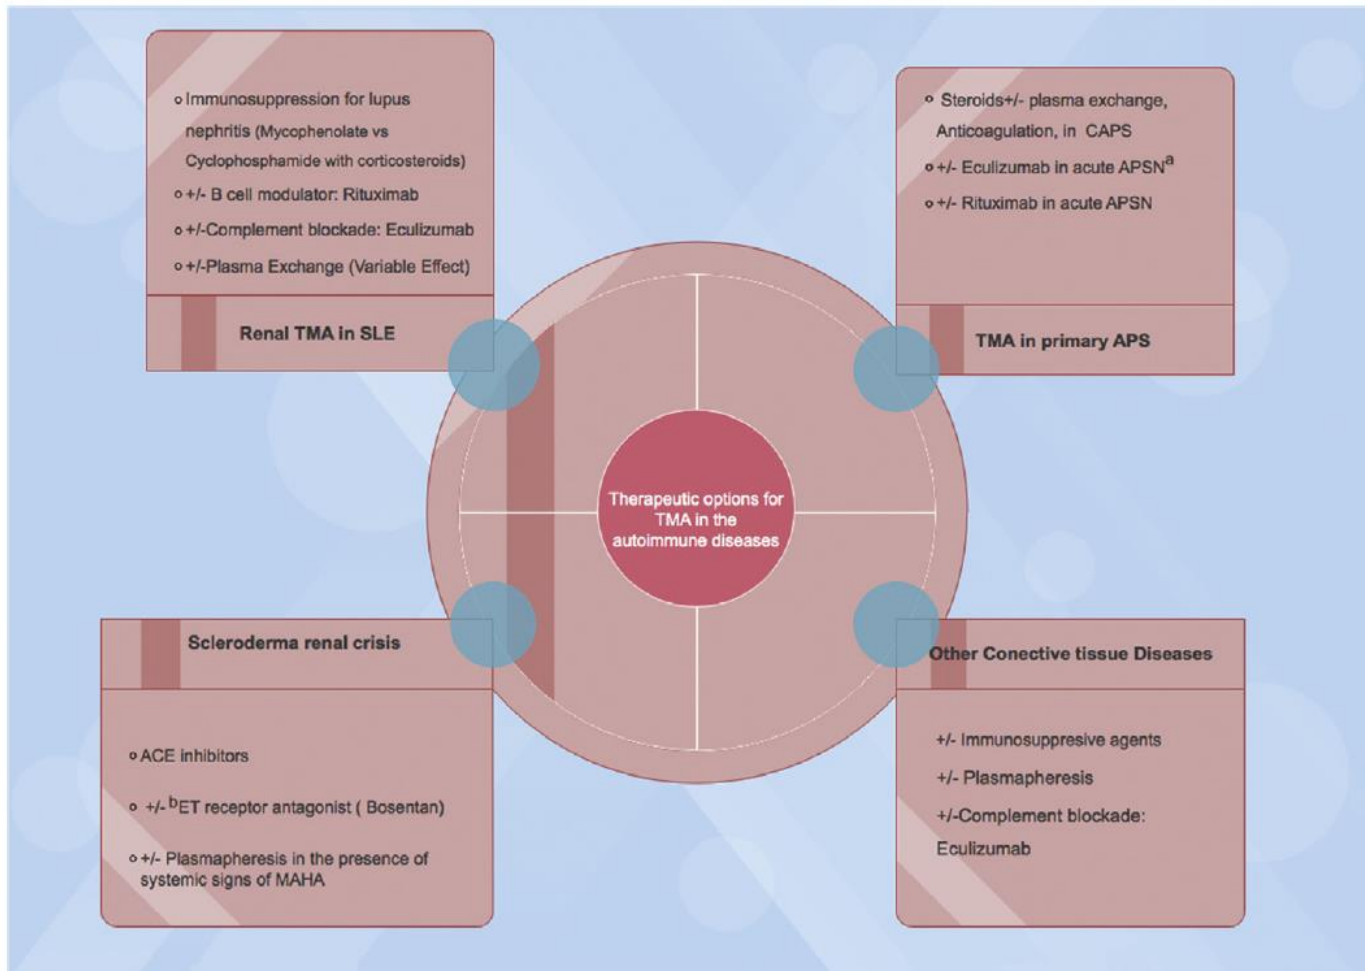 Immunosuppression for lupus
nephritis (Mycophenolate vs
Cyclophosphamide with corticosteroids)
+/- B cell modulator: Rituximab
+/-Complement blockade: Eculizumab
+/-Plasma Exchange (Variable Effect)
Renal TMA in SLE
Steroids+/- plasma exchange,
Anticoagulation, in CAPS
+/- Eculizumab in acute APSNa
+/- Rituximab in acute APSN
TMA in primary APS
Therapeutic options for
TMA in the
autoimmune diseases
Scleroderma renal crisis
ACE inhibitors
+/- bET receptor antagonist ( Bosentan)
+/- Plasmapheresis in the presence of
systemic signs of MAHA
Other Conective tissue Diseases
+/- Immunosuppresive agents
+/- Plasmapheresis
+/-Complement blockade:
Eculizumab